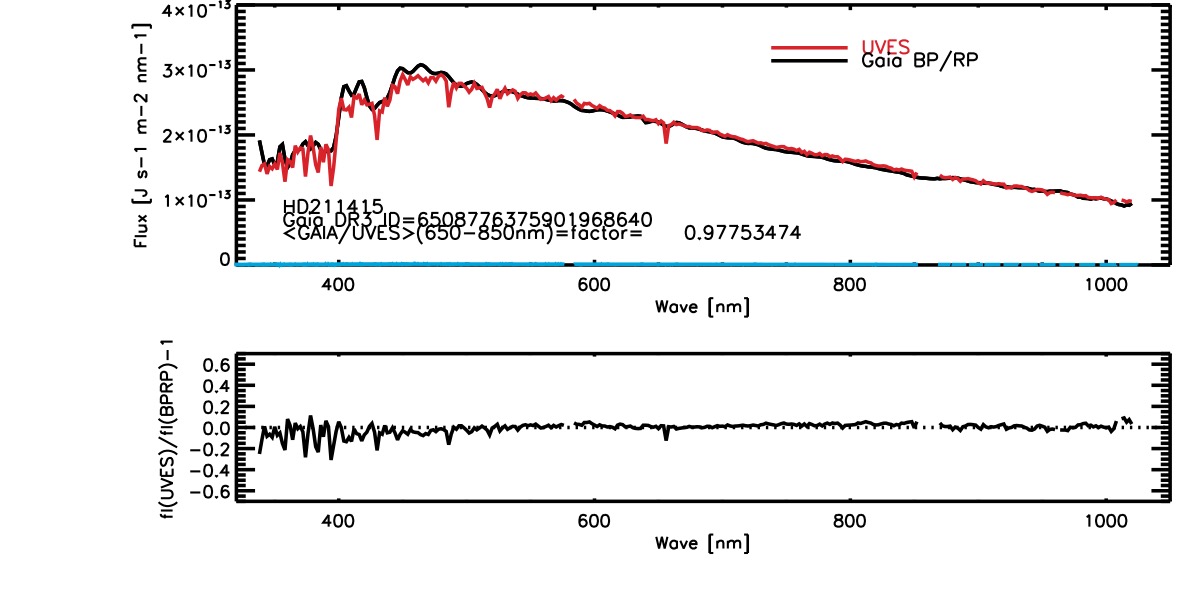 4×10−13
3×10−13
2×10−13
1×10−13
0
Flux [J s−1 m−2 nm−1]
UVES
Gaia BP/RP
HD211415
Gaia DR3 ID=6508776375901968640
<GAIA/UVES>(650−850nm)=factor= 0.97753474
400 600 800 1000
Wave [nm]
fl(UVES)/fl(BPRP)−1
0.6
0.4
0.2
0.0
−0.2
−0.4
−0.6
400 600 800 1000
Wave [nm]